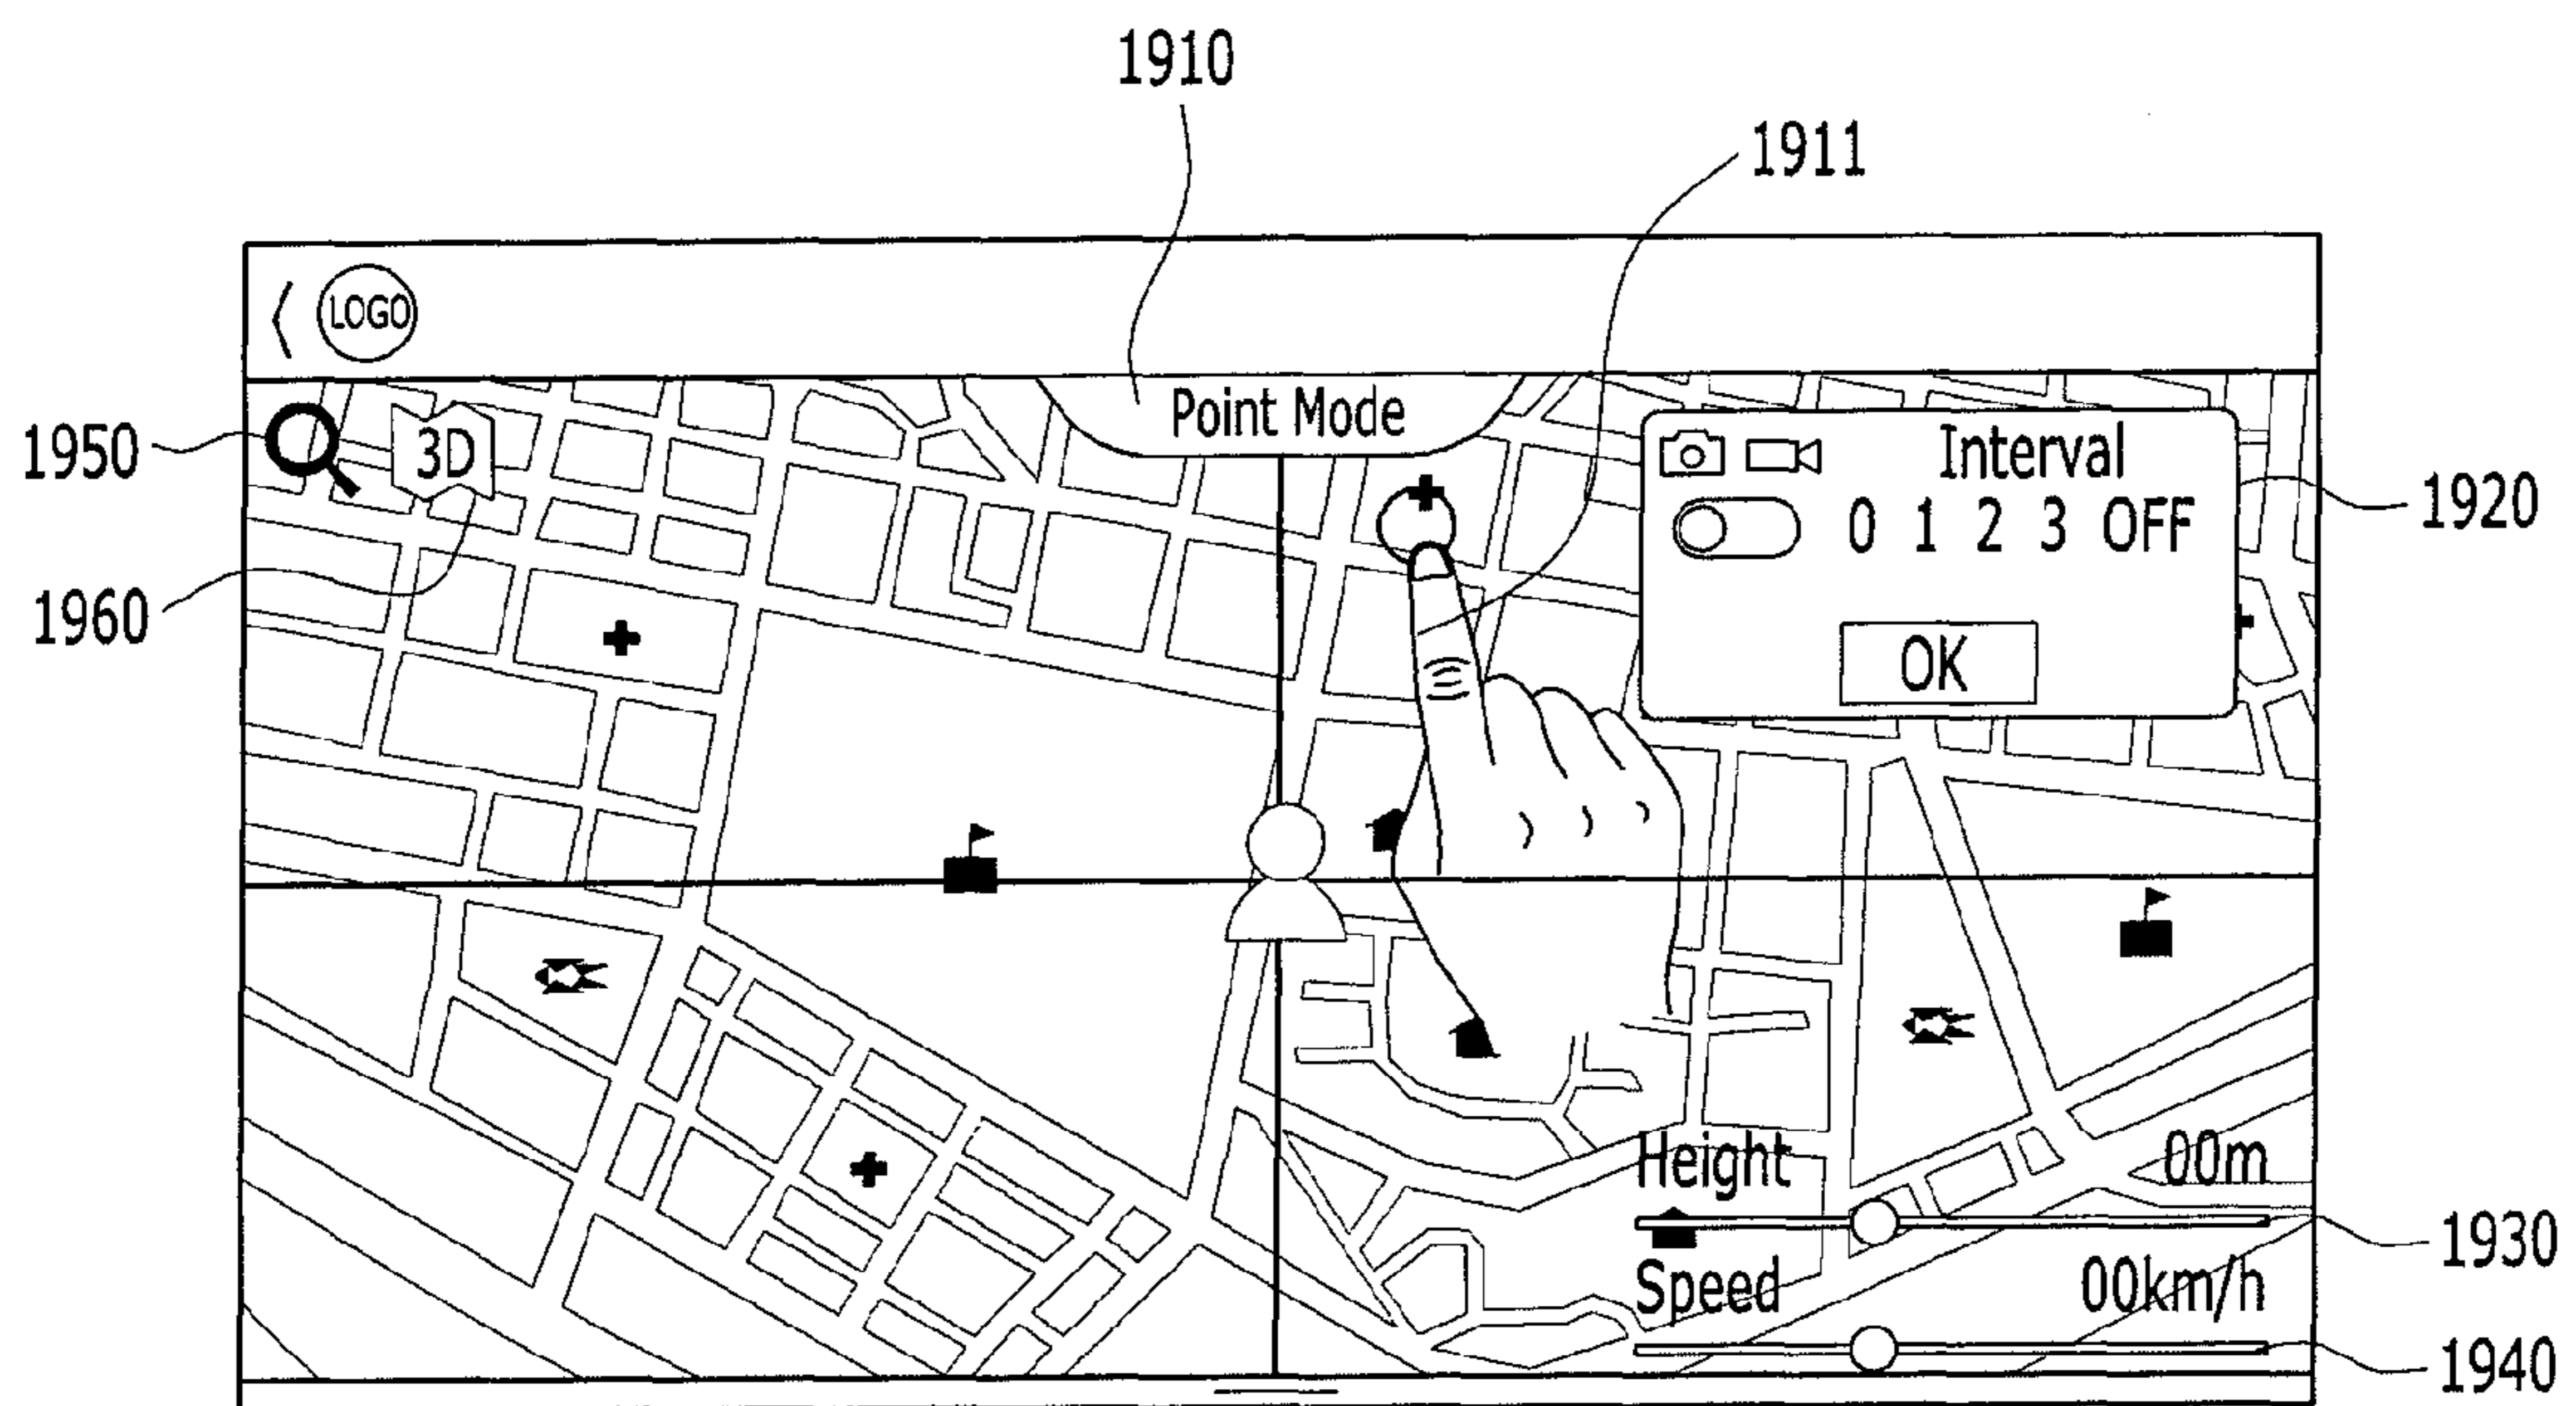 1910
1911
LOGO
Point Mode
1950
3D
Interval
0 1 2 3 OFF
1920
1960
OK
Height 00m
1930
Speed 00km/h
1940